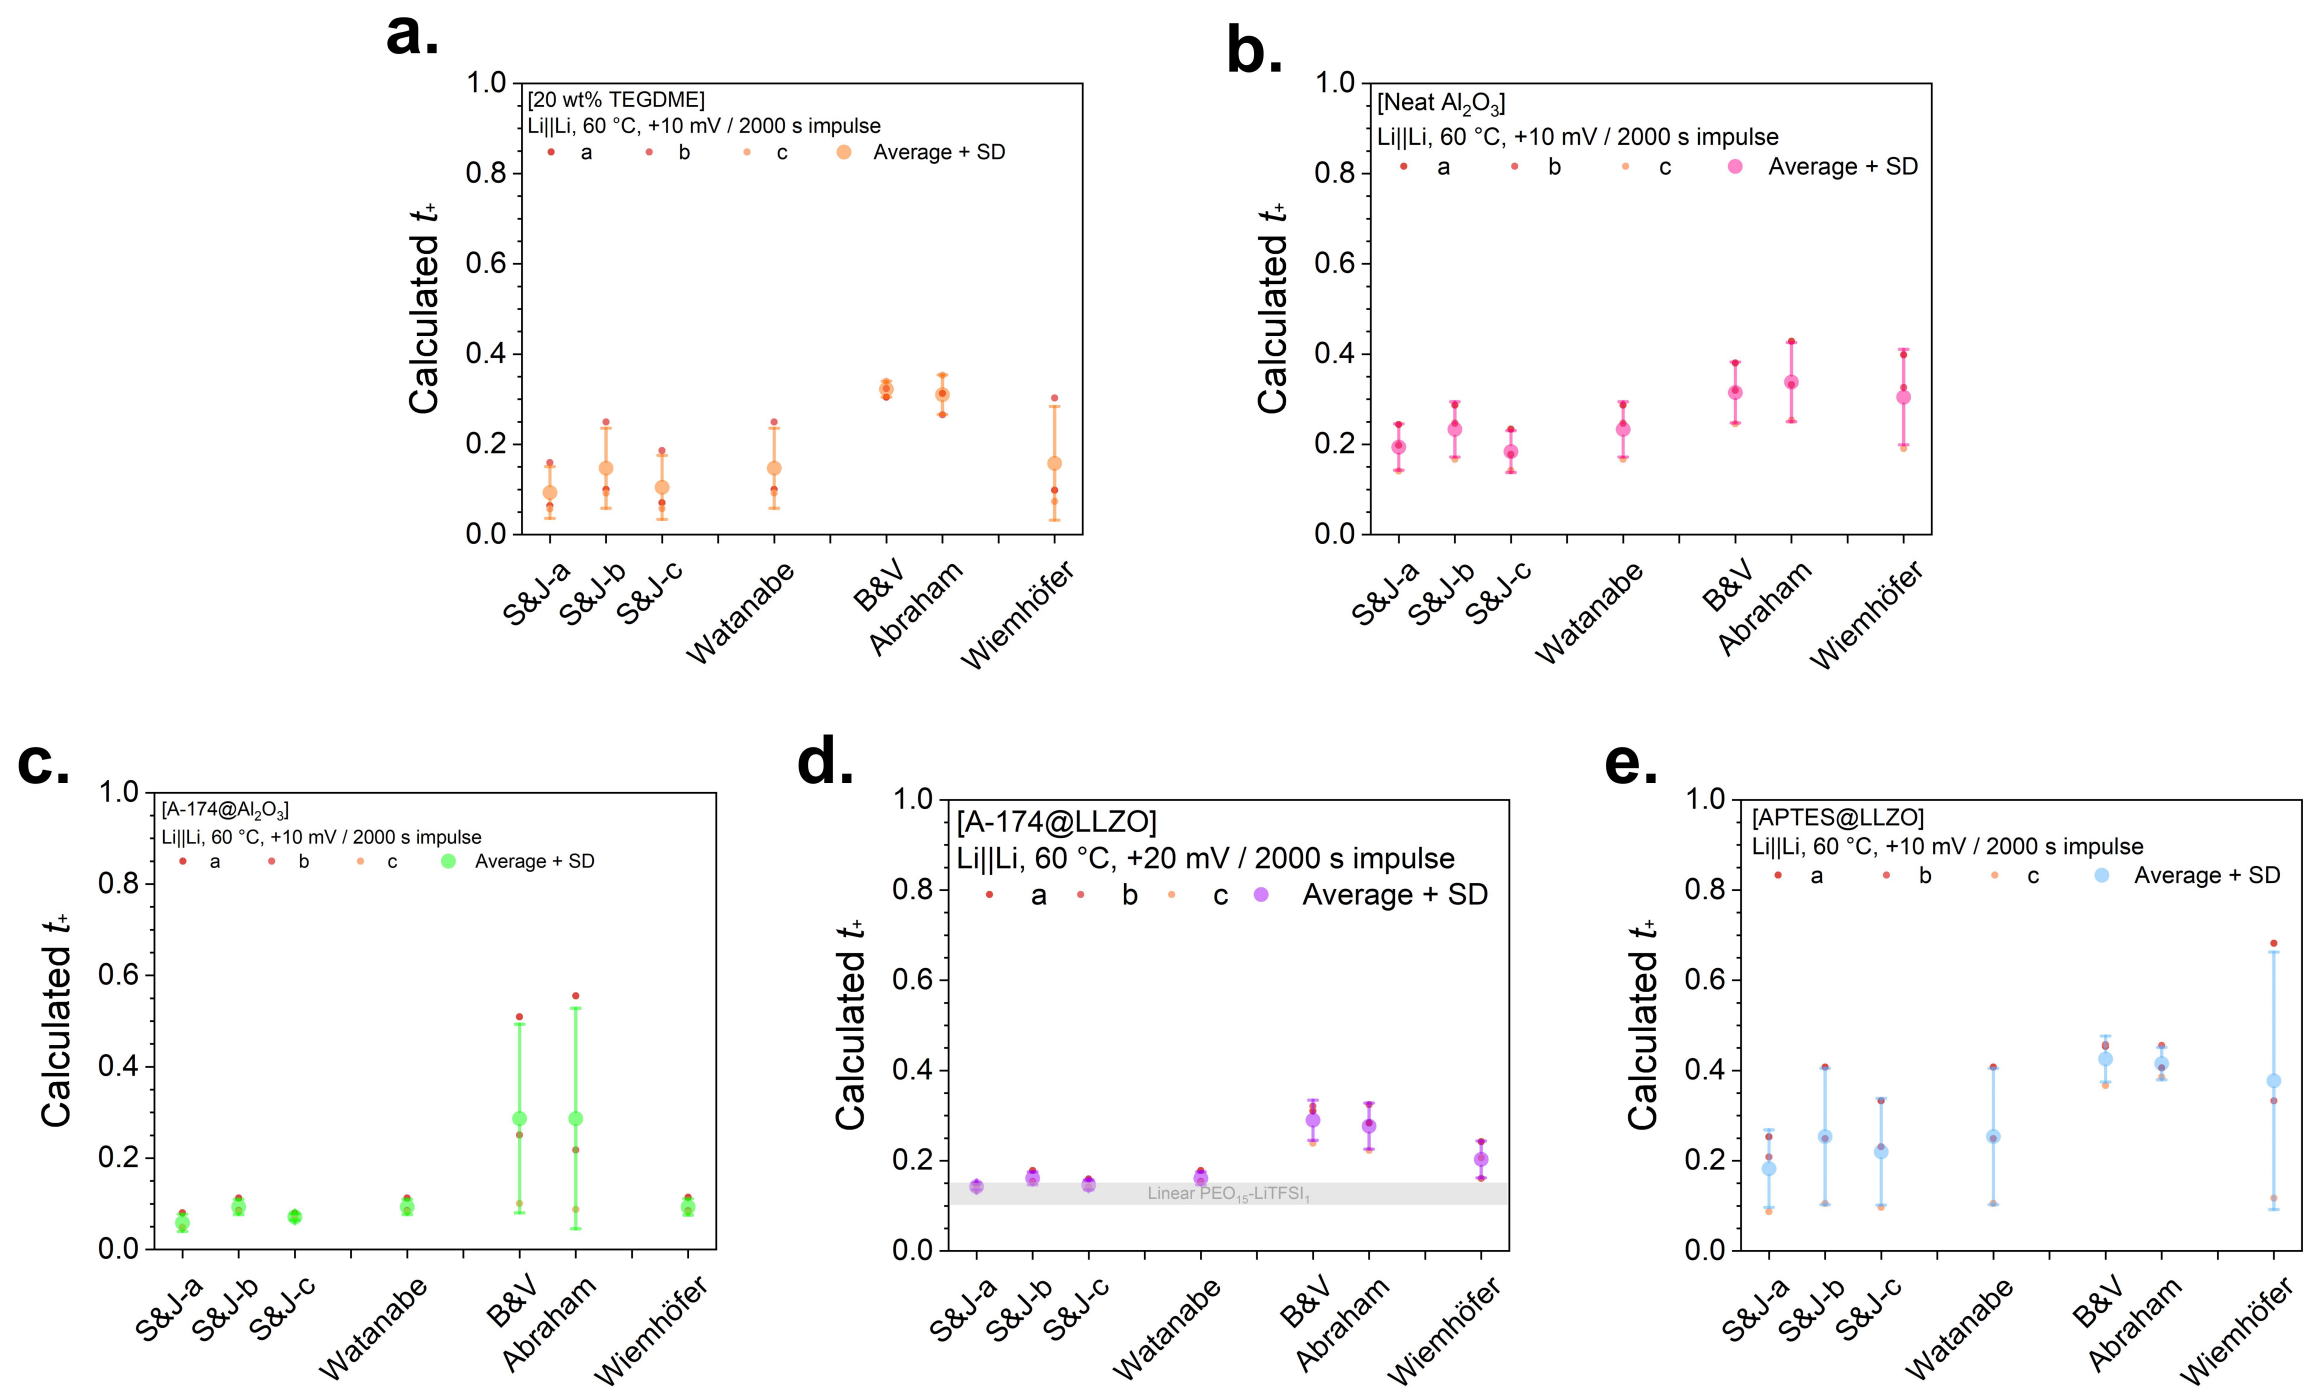 a.
1.0
0.8
0.6
0.4
0.2
0.0
Calculated t₊
[20 wt% TEGDME]
Li||Li, 60 °C, +10 mV / 2000 s impulse
a b c Average + SD
S&J-a
S&J-b
S&J-c
Watanabe
B&V
Abraham
Wiemhöfer
b.
1.0
0.8
0.6
0.4
0.2
0.0
Calculated t₊
[Neat Al₂O₃]
Li||Li, 60 °C, +10 mV / 2000 s impulse
a b c Average + SD
S&J-a
S&J-b
S&J-c
Watanabe
B&V
Abraham
Wiemhöfer
c.
1.0
0.8
0.6
0.4
0.2
0.0
Calculated t₊
[A-174@Al₂O₃]
Li||Li, 60 °C, +10 mV / 2000 s impulse
a b c Average + SD
S&J-a
S&J-b
S&J-c
Watanabe
B&V
Abraham
Wiemhöfer
d.
1.0
0.8
0.6
0.4
0.2
0.0
Calculated t₊
[A-174@LLZO]
Li||Li, 60 °C, +20 mV / 2000 s impulse
a b c Average + SD
Linear PEO₁₅-LiTFSI₁
S&J-a
S&J-b
S&J-c
Watanabe
B&V
Abraham
Wiemhöfer
e.
1.0
0.8
0.6
0.4
0.2
0.0
Calculated t₊
[APTES@LLZO]
Li||Li, 60 °C, +10 mV / 2000 s impulse
a b c Average + SD
S&J-a
S&J-b
S&J-c
Watanabe
B&V
Abraham
Wiemhöfer